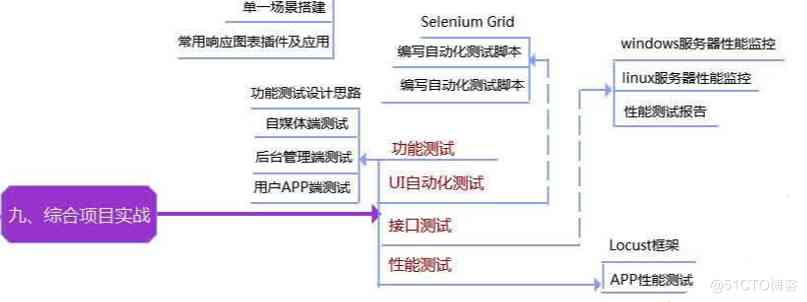 单一场景搭建
常用响应图表插件及应用
Selenium Grid
编写自动化测试脚本
编写自动化测试脚本
windows服务器性能监控
linux服务器性能监控
性能测试报告
功能测试设计思路
自媒体端测试
后台管理端测试
用户APP端测试
功能测试
UI自动化测试
九、综合项目实战
接口测试
性能测试
Locust框架
APP性能测试
@51CTO博客